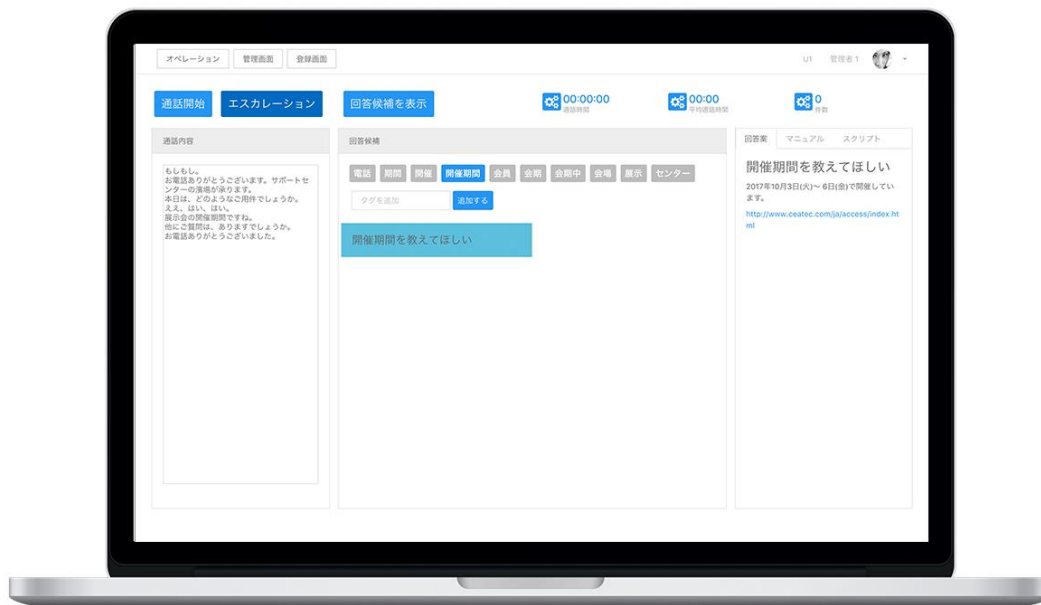 オペレーション 管理画面 登録画面 U1 管理者 1
通話開始 エスカレーション 回答候補を表示 00:00:00 00:00 0
通話時間 平均通話時間 件数
通話内容
もしもし。
お電話ありがとうございます。サポートセ
ンターの濱場が承ります。
本日は、どのようなご用件でしょうか。
ええ、はい、はい。
展示会の開催期間ですね。
他にご質問は、ありますでしょうか。
お電話ありがとうございました。
回答候補
電話 期間 開催 開催期間 会員 会期 会期中 会場 展示 センター
タグを追加 追加する
開催期間を教えてほしい
回答案 マニュアル スクリプト
開催期間を教えてほしい
2017年10月3日(火)〜 6日(金)で開催してい
ます。
http://www.ceatec.com/ja/access/index.ht
ml